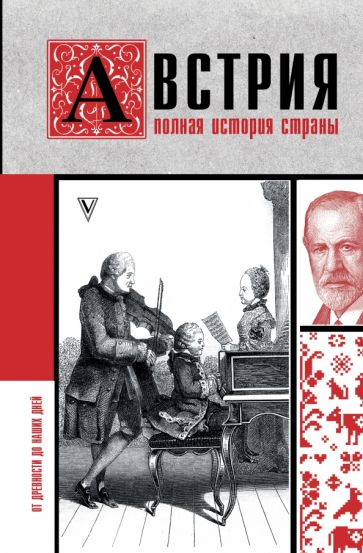 АВСТРИЯ
ПОЛНАЯ ИСТОРИЯ СТРАНЫ
V
ОТ ДРЕВНОСТИ ДО НАШИХ ДНЕЙ